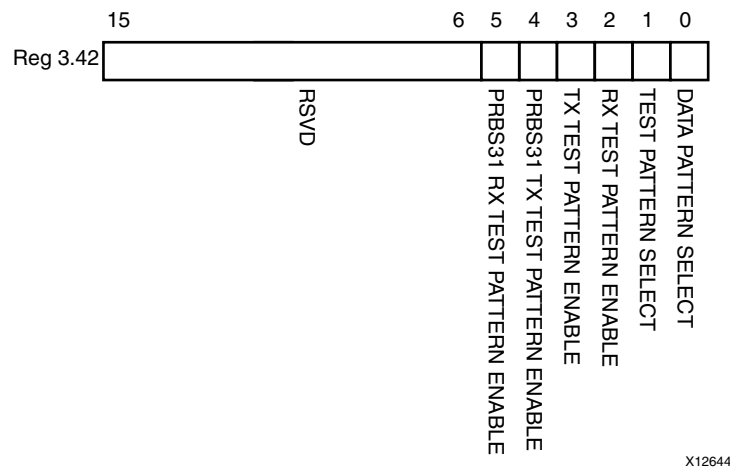 15 6 5 4 3 2 1 0
Reg 3.42
RSVD
PRBS31 RX TEST PATTERN ENABLE
PRBS31 TX TEST PATTERN ENABLE
TX TEST PATTERN ENABLE
RX TEST PATTERN ENABLE
TEST PATTERN SELECT
DATA PATTERN SELECT
X12644